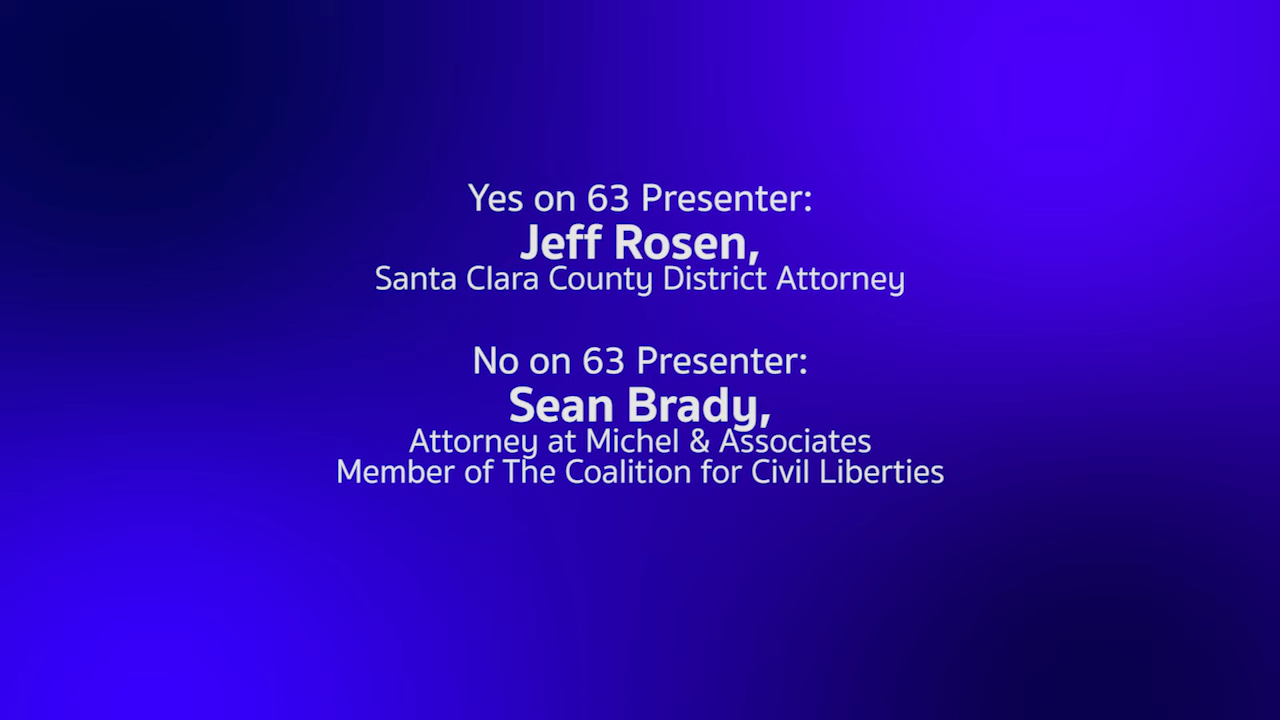 Yes on 63 Presenter:
Jeff Rosen,
Santa Clara County District Attorney
No on 63 Presenter:
Sean Brady,
Attorney at Michel & Associates
Member of The Coalition for Civil Liberties